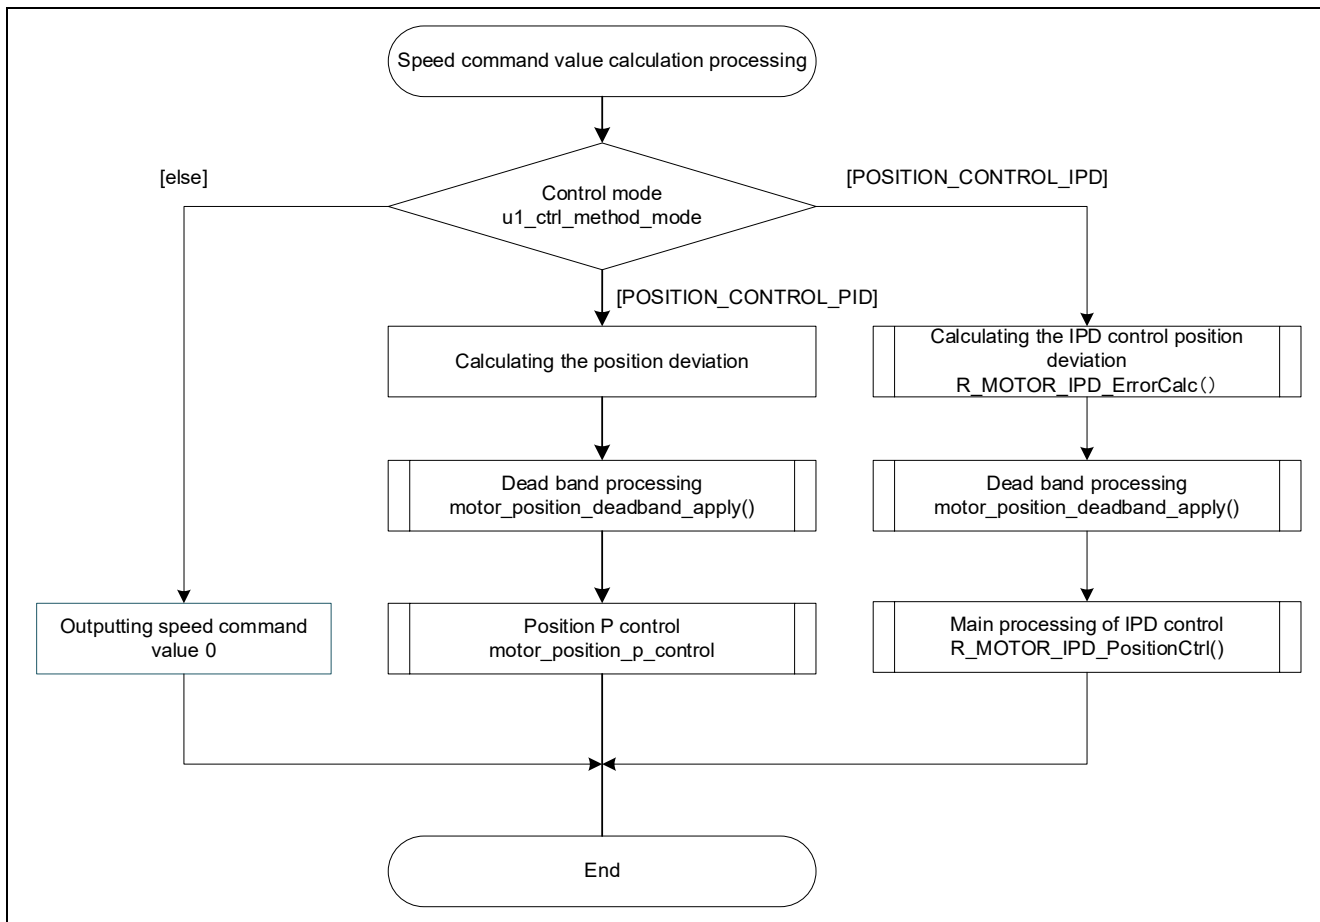 Speed command value calculation processing
[else]
[POSITION_CONTROL_IPD]
Control mode
u1_ctrl_method_mode
[POSITION_CONTROL_PID]
Calculating the position deviation
Calculating the IPD control position
deviation
R_MOTOR_IPD_ErrorCalc（）
Dead band processing
motor_position_deadband_apply()
Dead band processing
motor_position_deadband_apply()
Outputting speed command
value 0
Position P control
motor_position_p_control
Main processing of IPD control
R_MOTOR_IPD_PositionCtrl()
End